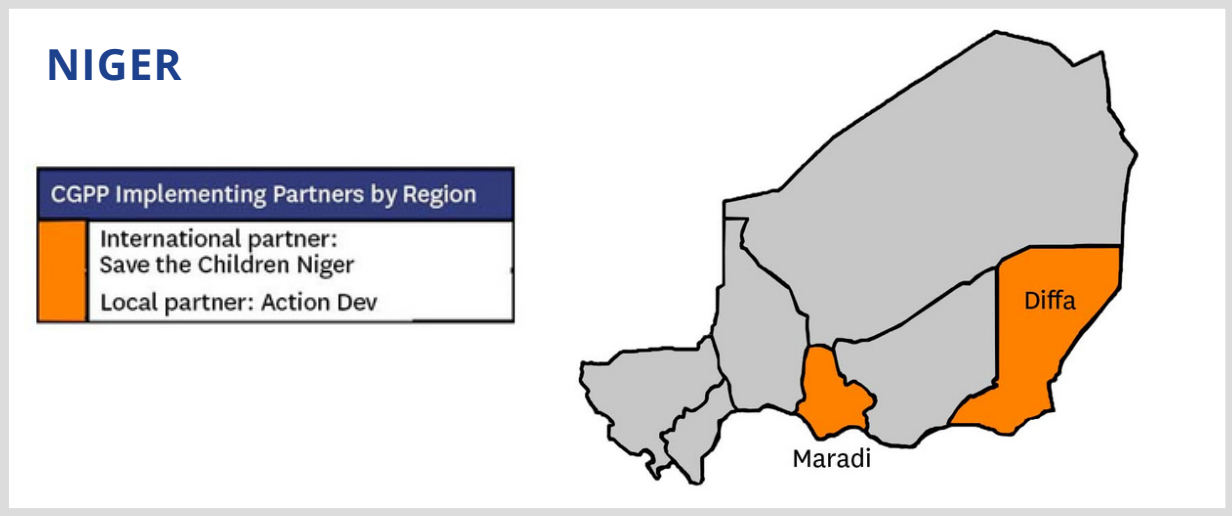 NIGER
CGPP Implementing Partners by Region
International partner:
Save the Children Niger
Local partner: Action Dev
Diffa
Maradi